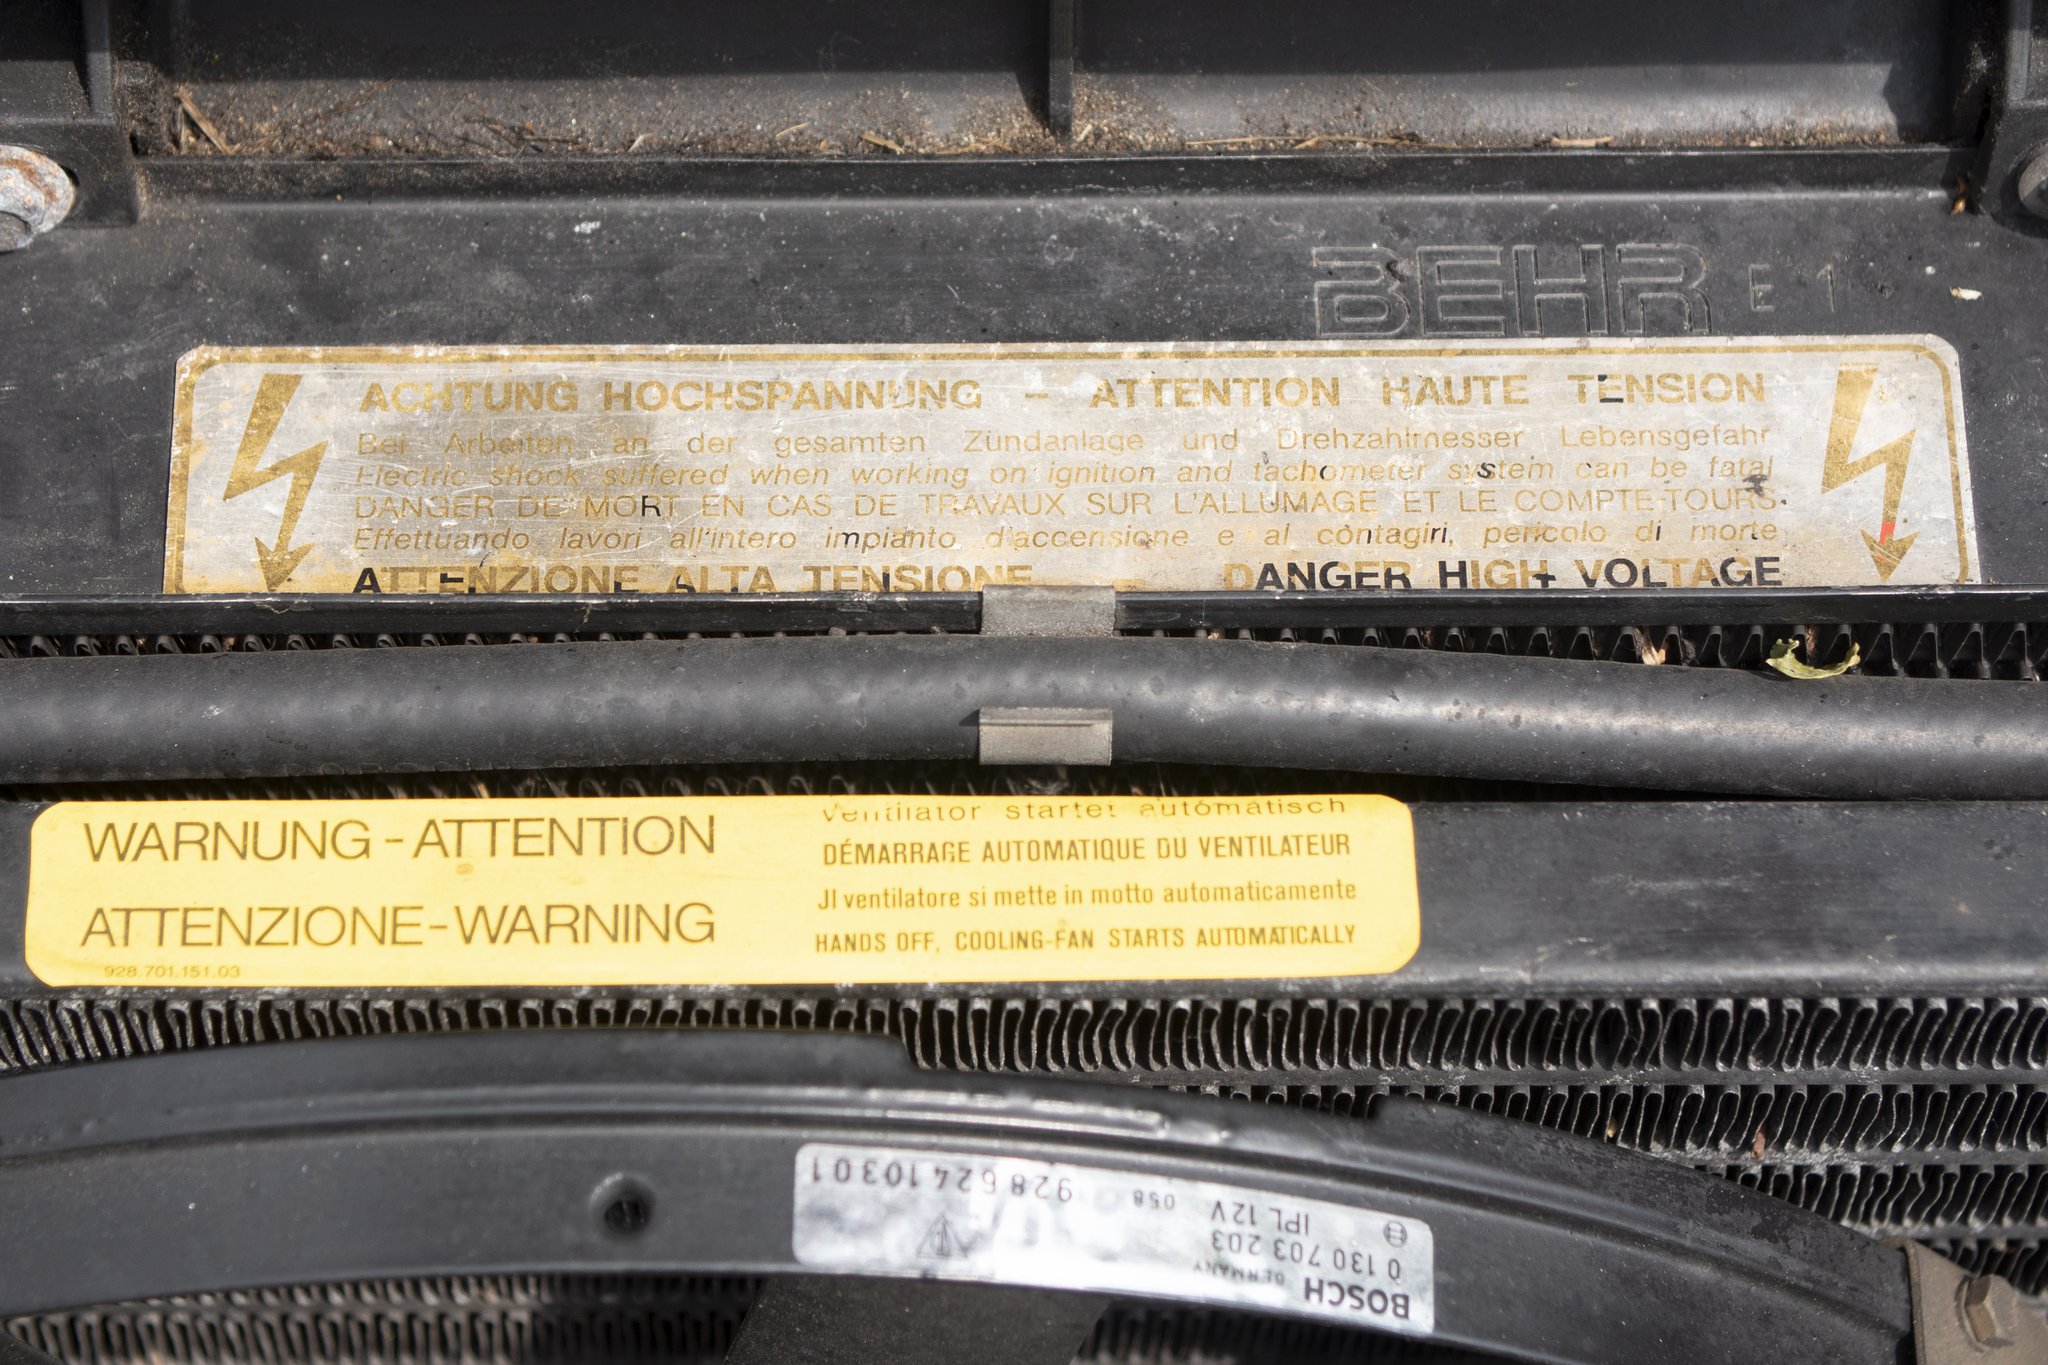 BEHR E 1
ACHTUNG HOCHSPANNUNG – ATTENTION HAUTE TENSION
Bei Arbeiten an der gesamten Zündanlage und Drehzahlmesser Lebensgefahr
Electric shock suffered when working on ignition and tachometer system can be fatal
DANGER DE MORT EN CAS DE TRAVAUX SUR L'ALLUMAGE ET LE COMPTE-TOURS.
Effettuando lavori all'intero impianto d'accensione e al contagiri, pericolo di morte
ATTENZIONE ALTA TENSIONE – DANGER HIGH VOLTAGE
WARNUNG - ATTENTION
ATTENZIONE - WARNING
928.701.151.03
Ventilator startet automatisch
DÉMARRAGE AUTOMATIQUE DU VENTILATEUR
Jl ventilatore si mette in motto automaticamente
HANDS OFF, COOLING-FAN STARTS AUTOMATICALLY
BOSCH GERMANY
0 130 703 203
IPL 12V
058
928 624 103 01